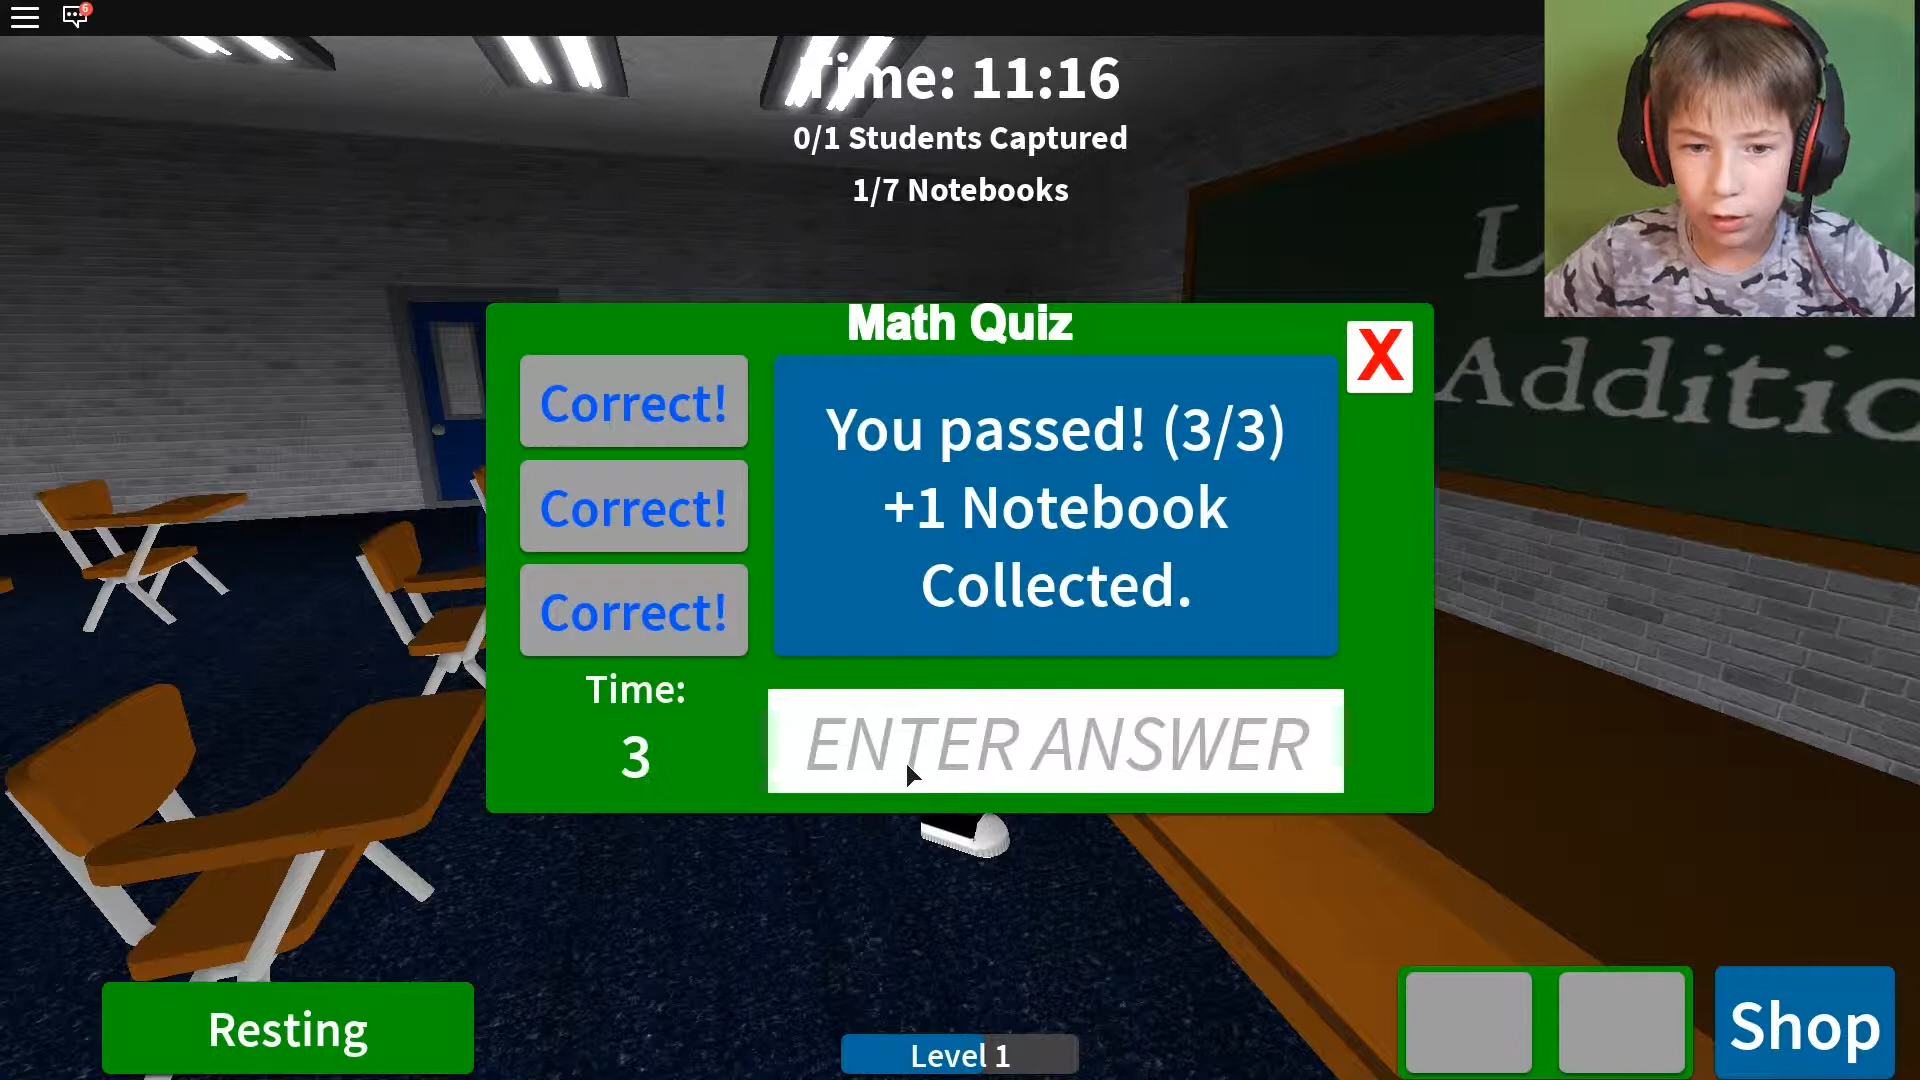 6
Time: 11:16
0/1 Students Captured
1/7 Notebooks
Math Quiz
X
Correct!
Correct!
Correct!
You passed! (3/3)
+1 Notebook
Collected.
Time:
3
ENTER ANSWER
Resting
Level 1
Shop